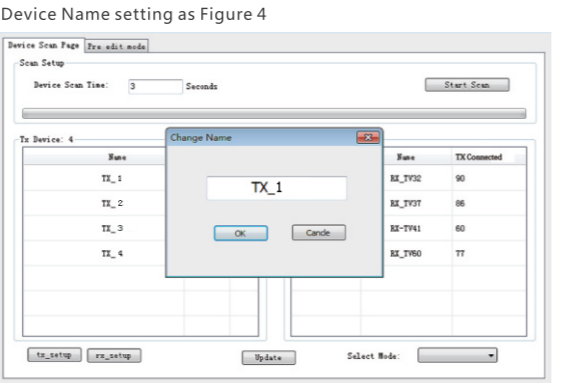 Device Name setting as Figure 4
Device Scan Page Pre edit mode
Scan Setup
Device Scan Time: 3 Seconds Start Scan
Tx Device: 4
Change Name
Name Name TX Connected
TX_1 RX_TV32 90
TX_1
TX_2 RX_TV37 86
TX_3 OK Cancle RX-TV41 60
TX_4 RX_TV60 77
tx_setup rx_setup Update Select Mode: